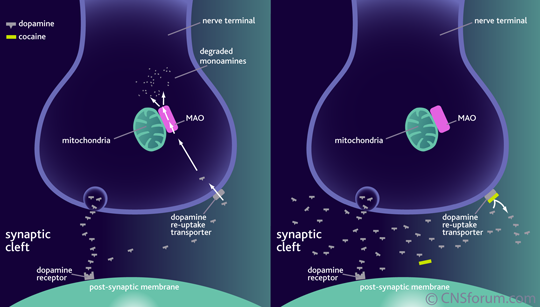 dopamine
cocaine
nerve terminal
degraded
monoamines
MAO
mitochondria
dopamine
re-uptake
transporter
synaptic
cleft
dopamine
receptor
post-synaptic membrane
nerve terminal
MAO
mitochondria
dopamine
re-uptake
transporter
synaptic
cleft
dopamine
receptor
post-synaptic membrane
© CNSforum.com